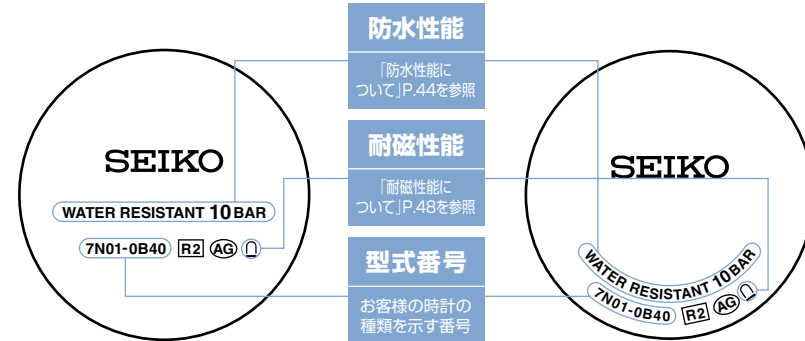 防水性能
「防水性能に
ついて」P.44を参照
耐磁性能
「耐磁性能に
ついて」P.48を参照
型式番号
お客様の時計の
種類を示す番号
SEIKO
WATER RESISTANT 10 BAR
7N01-0B40 R2 AG
SEIKO
WATER RESISTANT 10 BAR
7N01-0B40 R2 AG